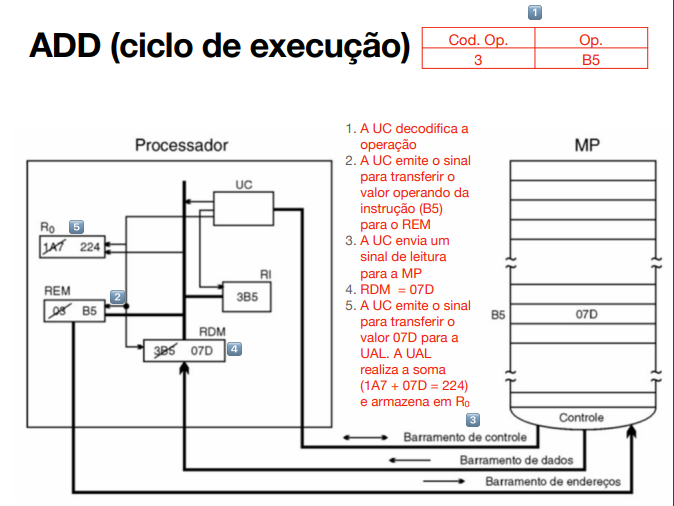 1
ADD (ciclo de execução)
Cod. Op. Op.
3 B5
1. A UC decodifica a
operação
2. A UC emite o sinal
para transferir o
valor operando da
instrução (B5)
para o REM
3. A UC envia um
sinal de leitura
para a MP
4. RDM = 07D
5. A UC emite o sinal
para transferir o
valor 07D para a
UAL. A UAL
realiza a soma
(1A7 + 07D = 224)
e armazena em R₀
3
Processador
UC
R₀ 5
1A7 224
RI
3B5
REM
2
03 B5
RDM
3B5 07D 4
MP
B5 07D
Controle
Barramento de controle
Barramento de dados
Barramento de endereços